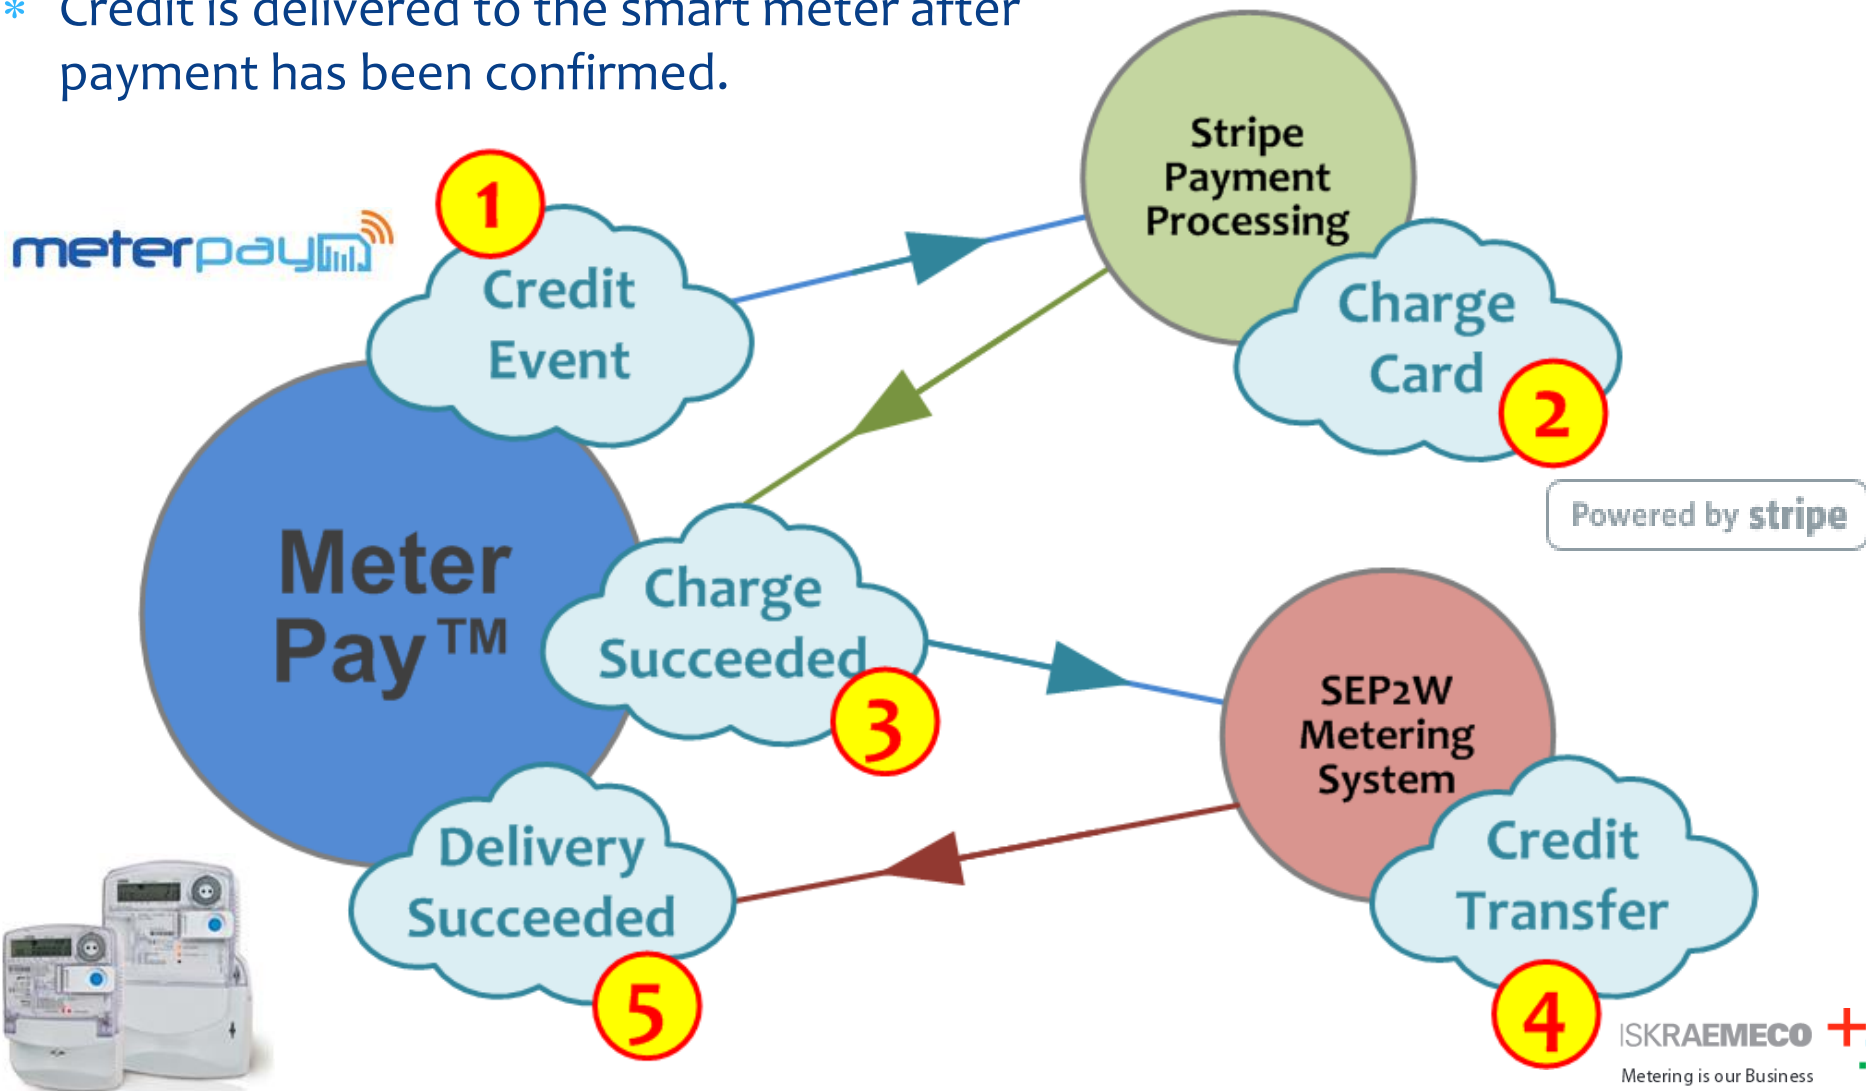 * Credit is delivered to the smart meter after
payment has been confirmed.
meterpay
1
Credit
Event
Stripe
Payment
Processing
Charge
Card
2
Powered by stripe
Meter
Pay™
Charge
Succeeded
3
SEP2W
Metering
System
Credit
Transfer
4
Delivery
Succeeded
5
ISKRAEMECO
Metering is our Business